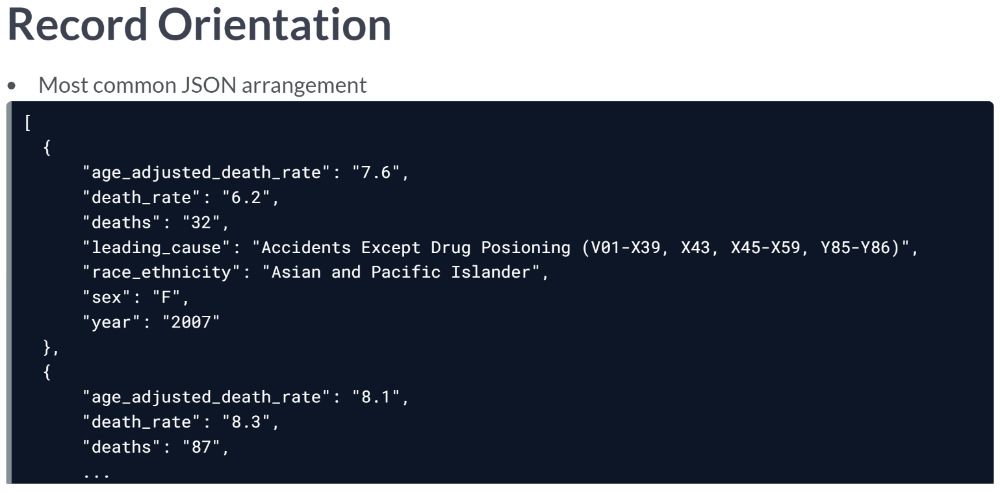 Record Orientation
• Most common JSON arrangement
[
  {
      "age_adjusted_death_rate": "7.6",
      "death_rate": "6.2",
      "deaths": "32",
      "leading_cause": "Accidents Except Drug Posioning (V01-X39, X43, X45-X59, Y85-Y86)",
      "race_ethnicity": "Asian and Pacific Islander",
      "sex": "F",
      "year": "2007"
  },
  {
      "age_adjusted_death_rate": "8.1",
      "death_rate": "8.3",
      "deaths": "87",
      ...